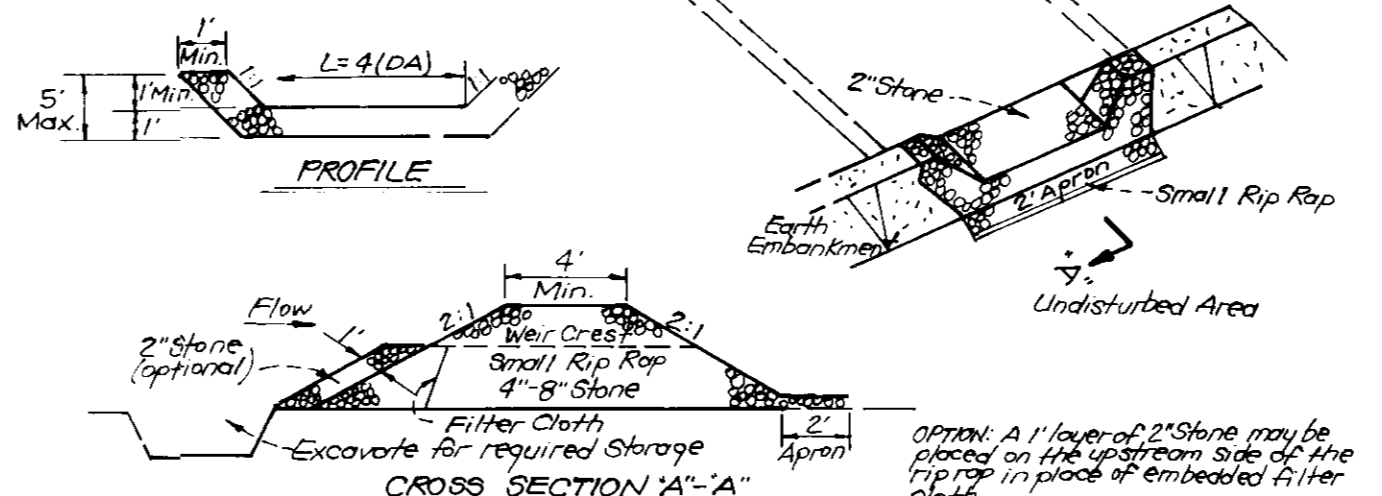 1'
Min.
L=4(DA)
1:1
1:1
5'
Max.
1'Min.
1'
PROFILE
2"Stone
2' Apron
Small Rip Rap
Earth
Embankmen
"A"
Undisturbed Area
4'
Min.
Flow
1'
2:1
2:1
2"Stone
(optional)
Weir Crest
Small Rip Rap
4"-8" Stone
Filter Cloth
Excavate for required Storage
2'
Apron
CROSS SECTION "A"-"A"
OPTION: A 1' layer of 2"Stone may be
placed on the upstream side of the
rip rap in place of embedded filter